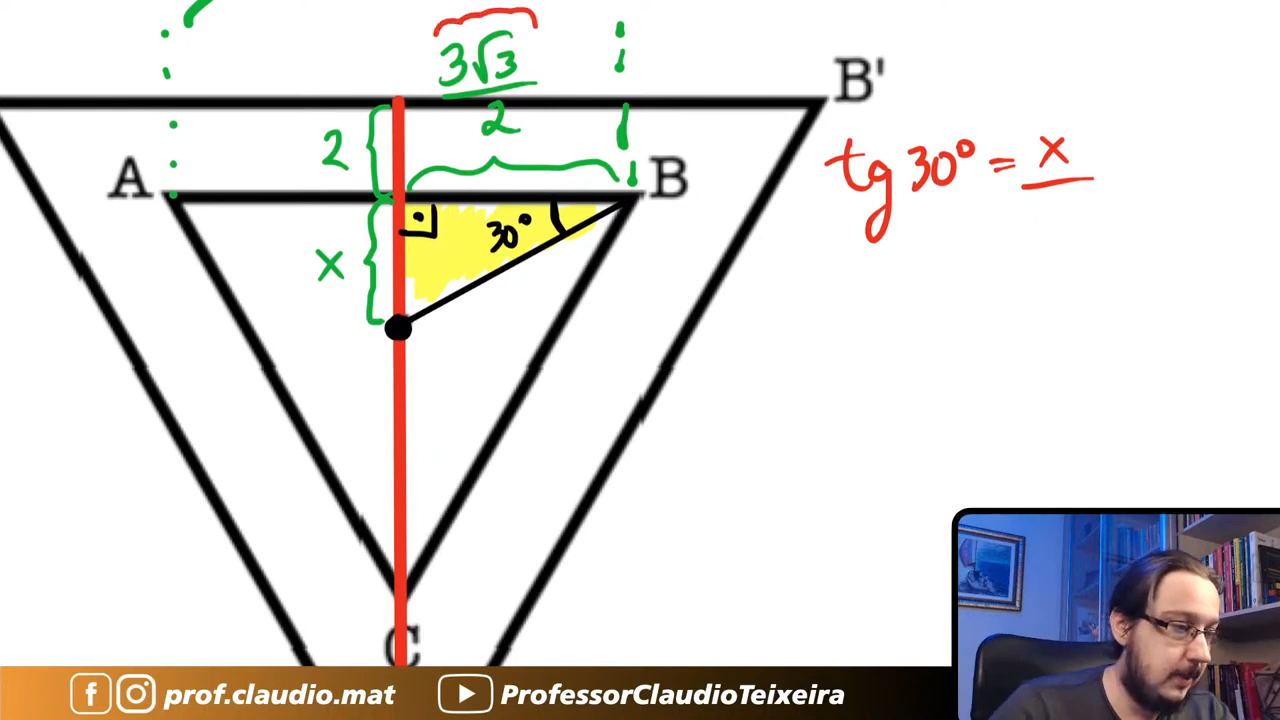 3√3
2
B'
2
A
B
tg 30° = x
30°
x
C
prof.claudio.mat
ProfessorClaudioTeixeira